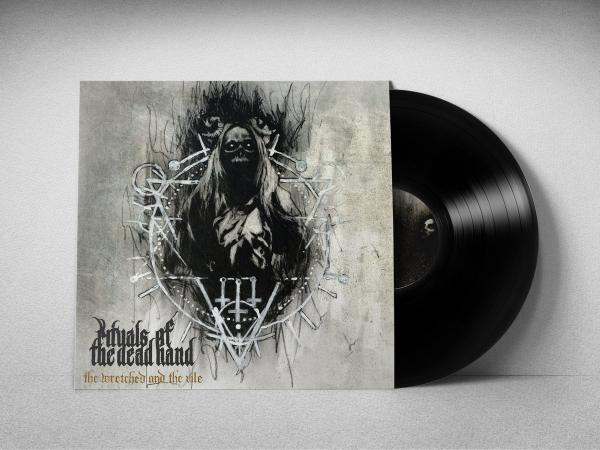 Rituals of
the dead hand
the wretched and the vile